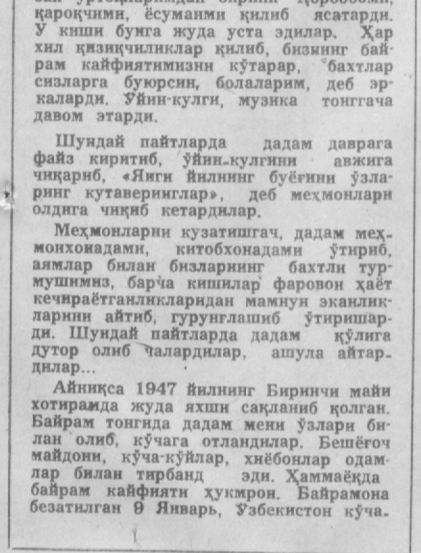 қароқчими, ёсуманми қилиб ясатарди.
У киши бунга жуда уста эдилар. Ҳар
хил қизиқчиликлар қилиб, бизнинг бай-
рам кайфиятимизни кўтарар, бахтлар
сизларга буюрсин, болаларим, деб эр-
каларди. Ўйин-кулги, музика тонггача
давом этарди.
Шундай пайтларда дадам даврага
файз киритиб, ўйин-кулгини авжига
чиқариб, «Янги йилнинг буёғини ўзла-
ринг кутаверинглар», деб меҳмонлари
олдига чиқиб кетардилар.
Меҳмонларни кузатишгач, дадам меҳ-
монхонадами, китобхонадами ўтириб,
аямлар билан бизларнинг бахтли тур-
мушимиз, барча кишилар фаровон ҳаёт
кечираётганликларидан мамнун эканлик-
ларини айтиб, гурунглашиб ўтиришар-
ди. Шундай пайтларда дадам қўлига
дутор олиб чалардилар, ашула айтар-
дилар...
Айниқса 1947 йилнинг Биринчи майи
хотирамда жуда яхши сақланиб қолган.
Байрам тонгида дадам мени ўзлари би-
лан олиб, кўчага отландилар. Бешёғоч
майдони, кўча-кўйлар, хиёбонлар одам-
лар билан тирбанд эди. Ҳаммаёқда
байрам кайфияти ҳукмрон. Байрамона
безатилган 9 Январь, Ўзбекистон кўча-